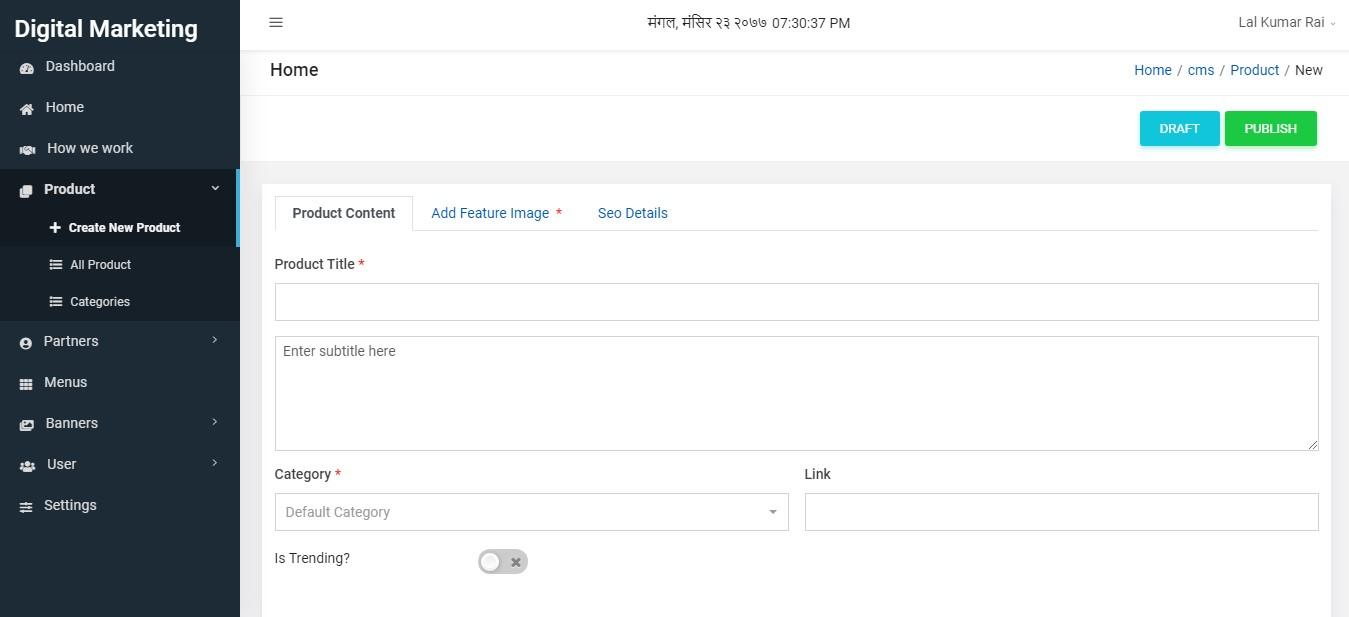 Digital Marketing
Dashboard
Home
How we work
Product
Create New Product
All Product
Categories
Partners
Menus
Banners
User
Settings
मंगल, मंसिर २३ २०७७ 07:30:37 PM
Lal Kumar Rai
Home
Home / cms / Product / New
DRAFT PUBLISH
Product Content Add Feature Image * Seo Details
Product Title *
Enter subtitle here
Category * Link
Default Category
Is Trending?